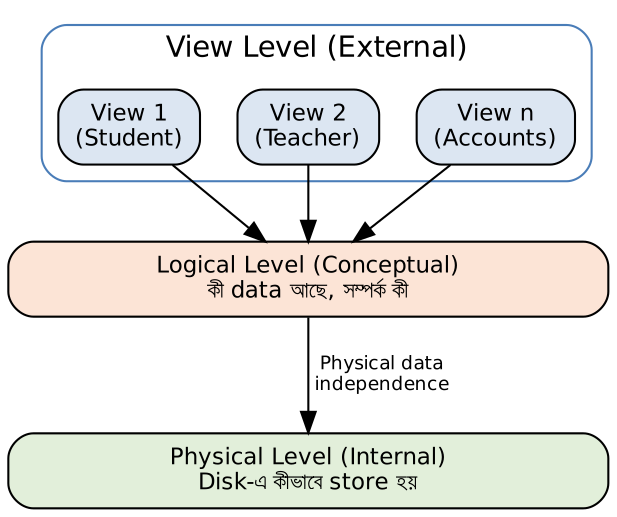 View Level (External)
View 1
(Student)
View 2
(Teacher)
View n
(Accounts)
Logical Level (Conceptual)
কী data আছে, সম্পর্ক কী
Physical data
independence
Physical Level (Internal)
Disk-এ কীভাবে store হয়